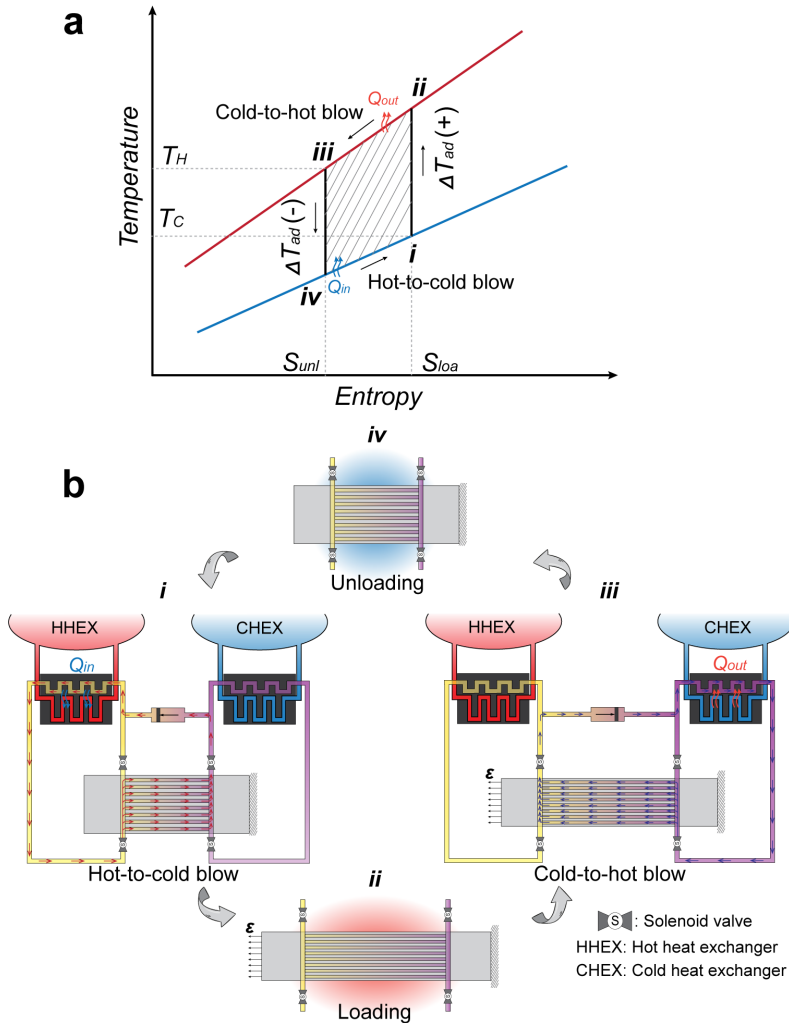 a
Temperature
Entropy
T_H
T_C
S_unl
S_loa
Cold-to-hot blow
Q_out
ii
iii
ΔT_ad (+)
ΔT_ad (-)
i
iv
Q_in
Hot-to-cold blow
b
iv
S S
S S
Unloading
i
HHEX
CHEX
Q_in
S S
S S
Hot-to-cold blow
iii
HHEX
CHEX
Q_out
S S
ε
S S
Cold-to-hot blow
ii
S S
ε
S S
Loading
S : Solenoid valve
HHEX: Hot heat exchanger
CHEX: Cold heat exchanger